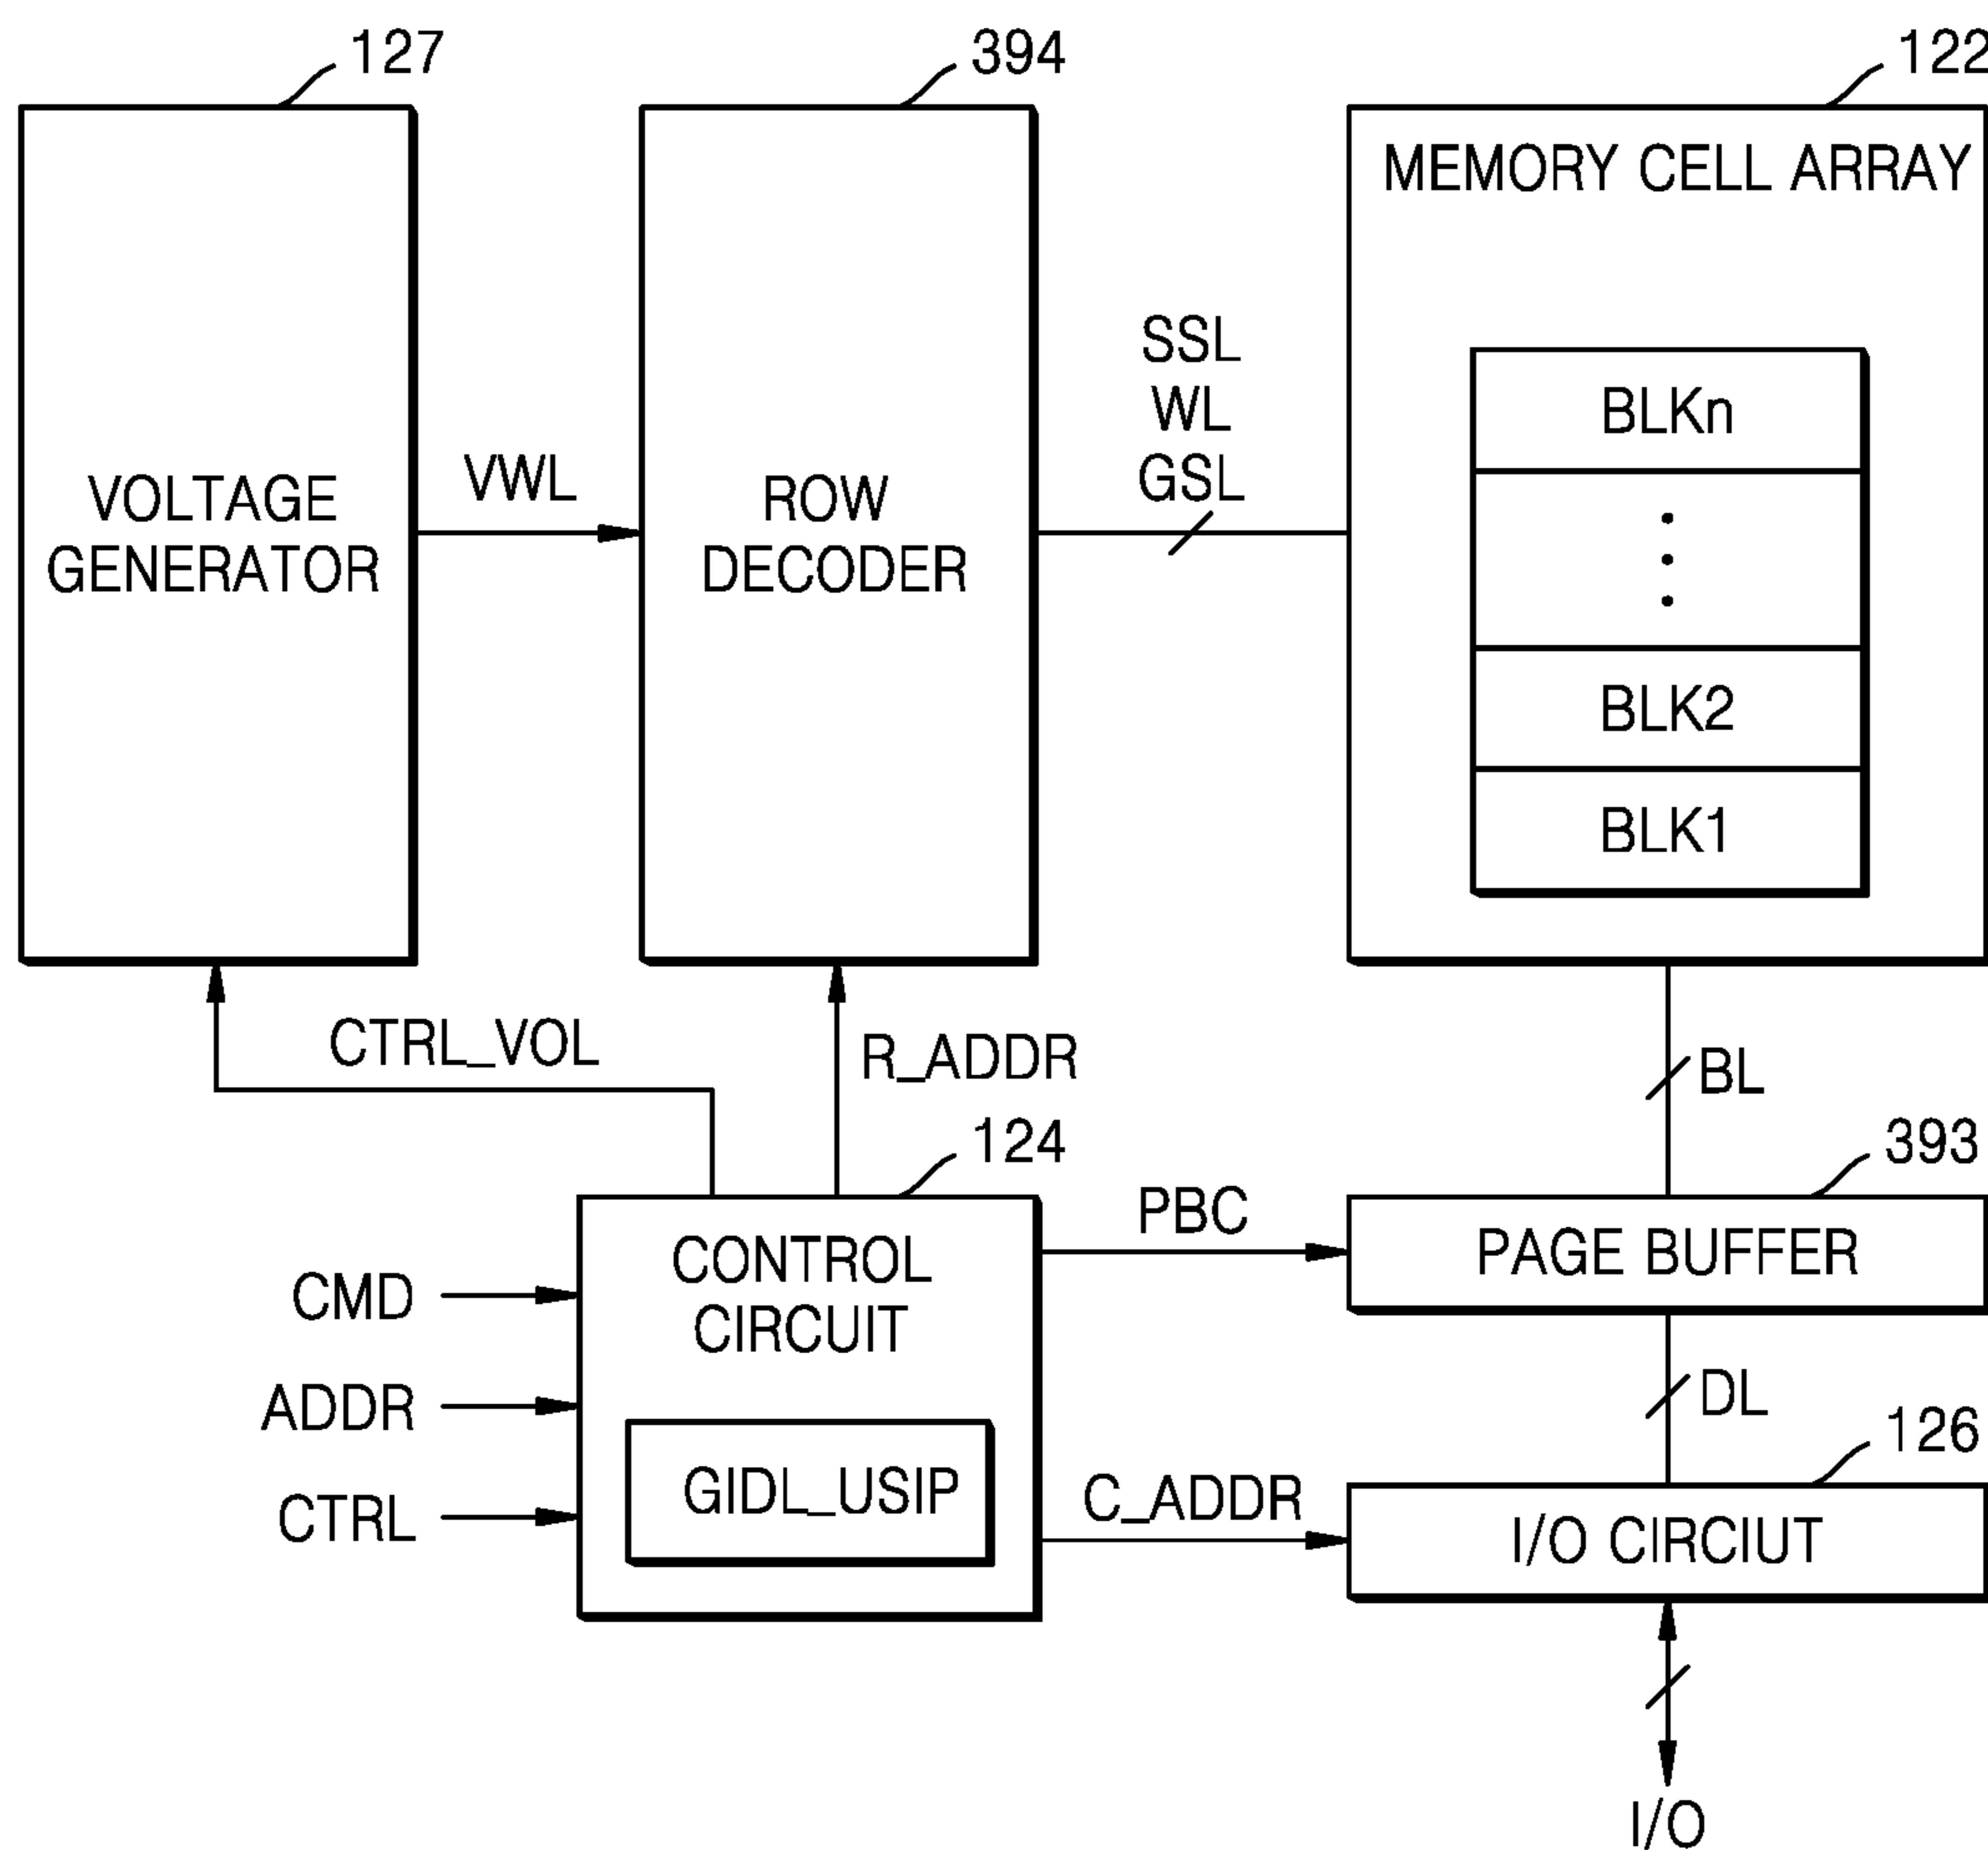 127
394
122
MEMORY CELL ARRAY
VOLTAGE
GENERATOR
VWL
ROW
DECODER
SSL
WL
GSL
BLKn
BLK2
BLK1
CTRL_VOL
R_ADDR
BL
124
393
CMD
ADDR
CTRL
CONTROL
CIRCUIT
GIDL_USIP
PBC
PAGE BUFFER
DL
126
C_ADDR
I/O CIRCIUT
I/O